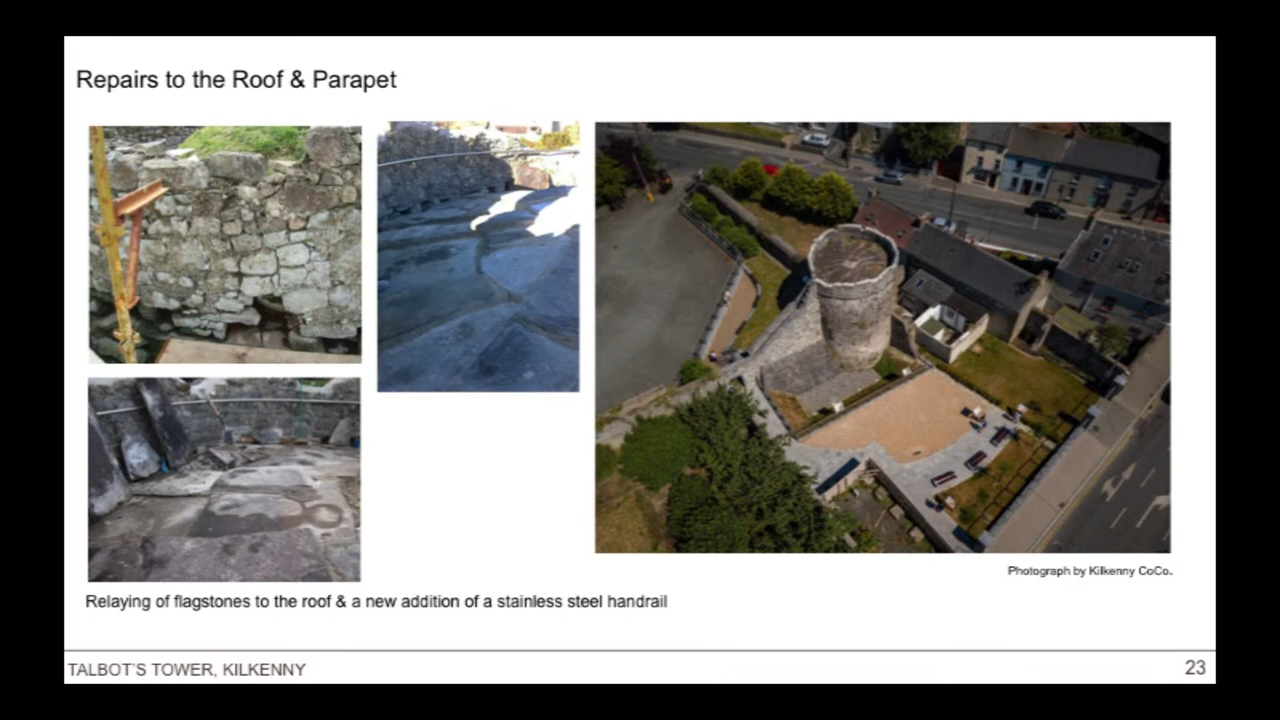 Repairs to the Roof & Parapet
Photograph by Kilkenny CoCo.
Relaying of flagstones to the roof & a new addition of a stainless steel handrail
TALBOT'S TOWER, KILKENNY
23